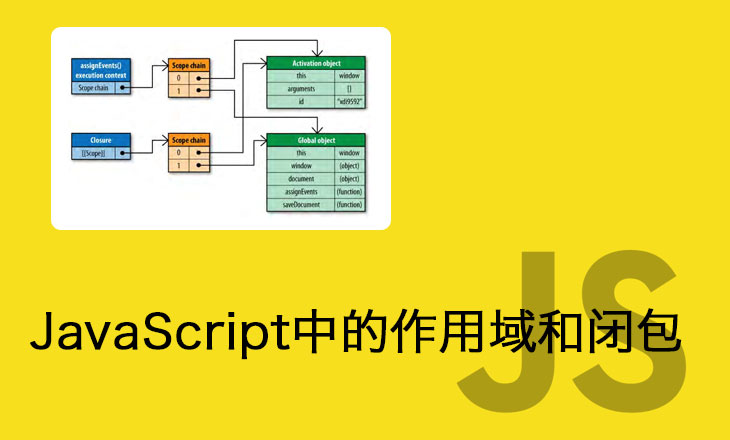 assignEvents()
execution context
Scope chain
Scope chain
0
1
Activation object
this window
arguments []
id "xdi9592"
Closure
[[Scope]]
Scope chain
0
1
Global object
this window
window (object)
document (object)
assignEvents (function)
saveDocument (function)
JS
JavaScript中的作用域和闭包